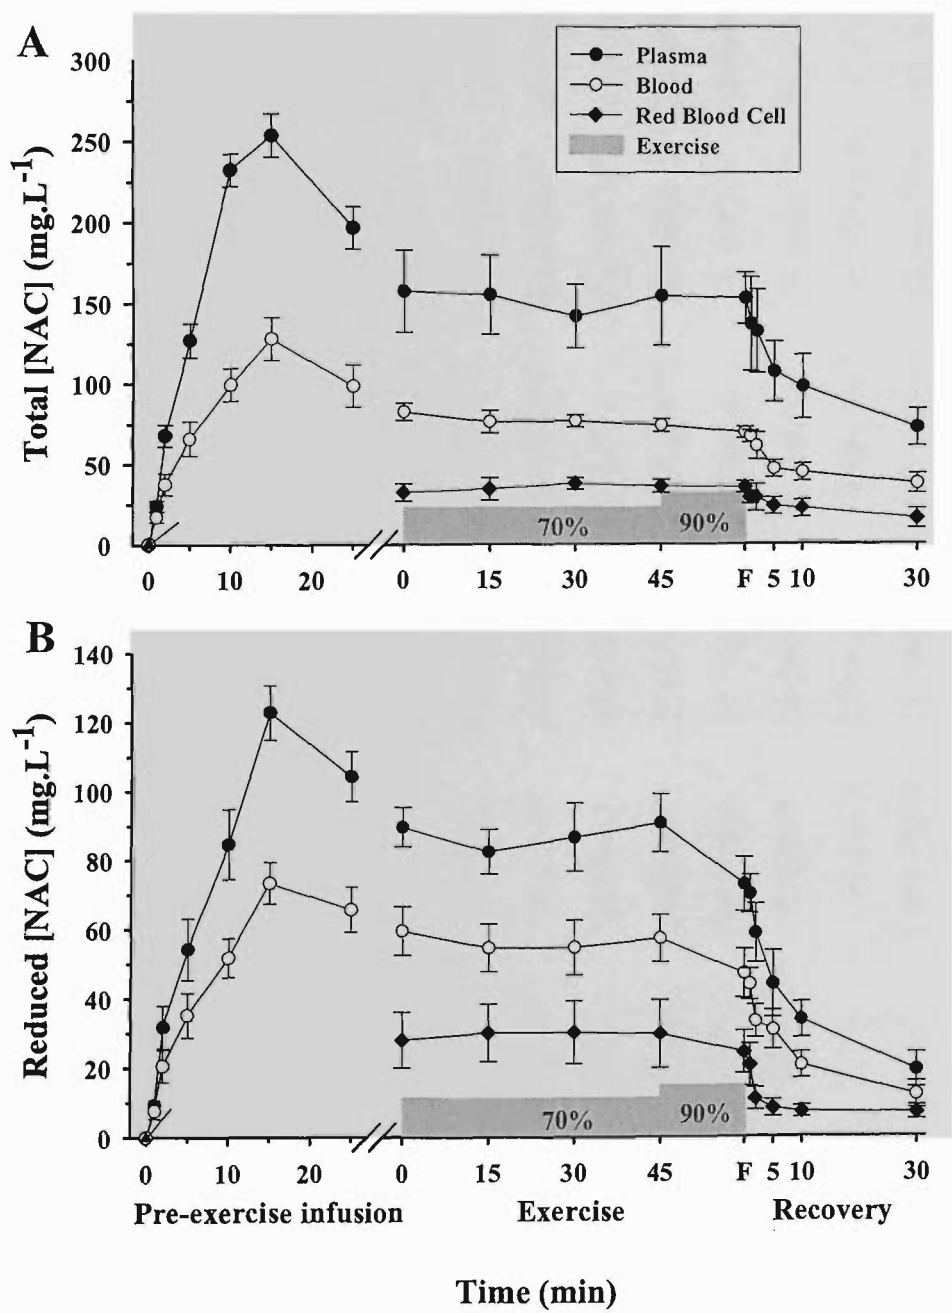 A
Total [NAC] (mg.L-1)
300
250
200
150
100
50
0
Plasma
Blood
Red Blood Cell
Exercise
70%
90%
0 10 20 0 15 30 45 F 5 10 30
B
Reduced [NAC] (mg.L-1)
140
120
100
80
60
40
20
0
70%
90%
0 10 20 0 15 30 45 F 5 10 30
Pre-exercise infusion Exercise Recovery
Time (min)